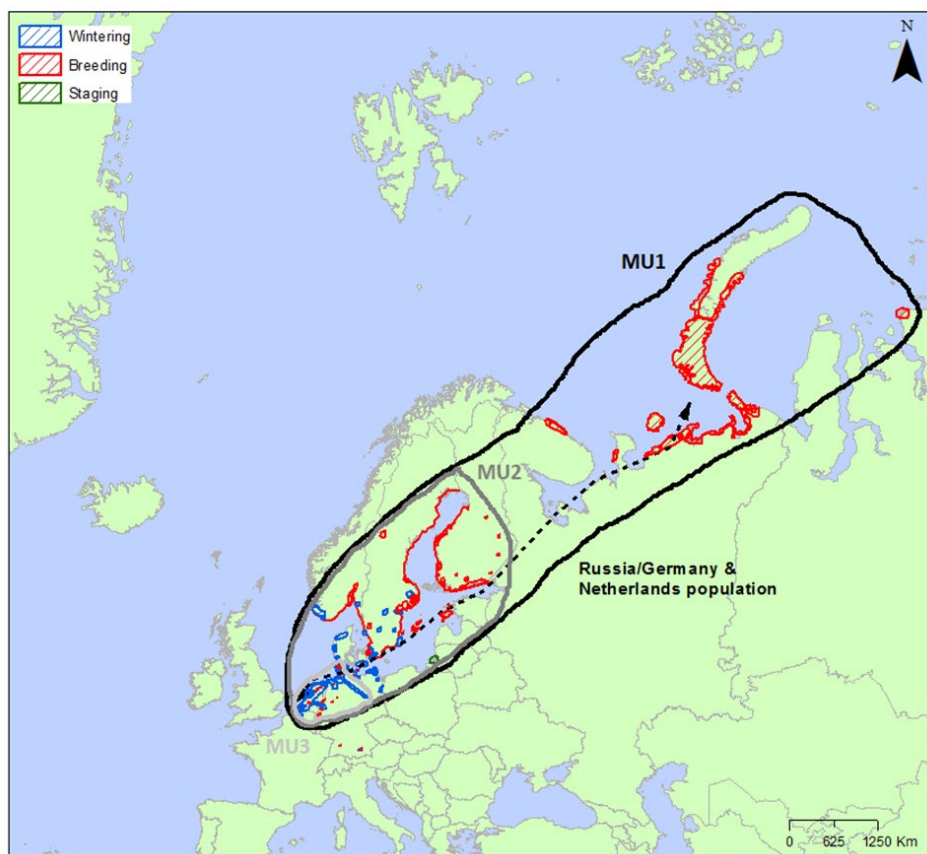 Wintering
Breeding
Staging
N
MU1
MU2
Russia/Germany &
Netherlands population
MU3
0 625 1250 Km